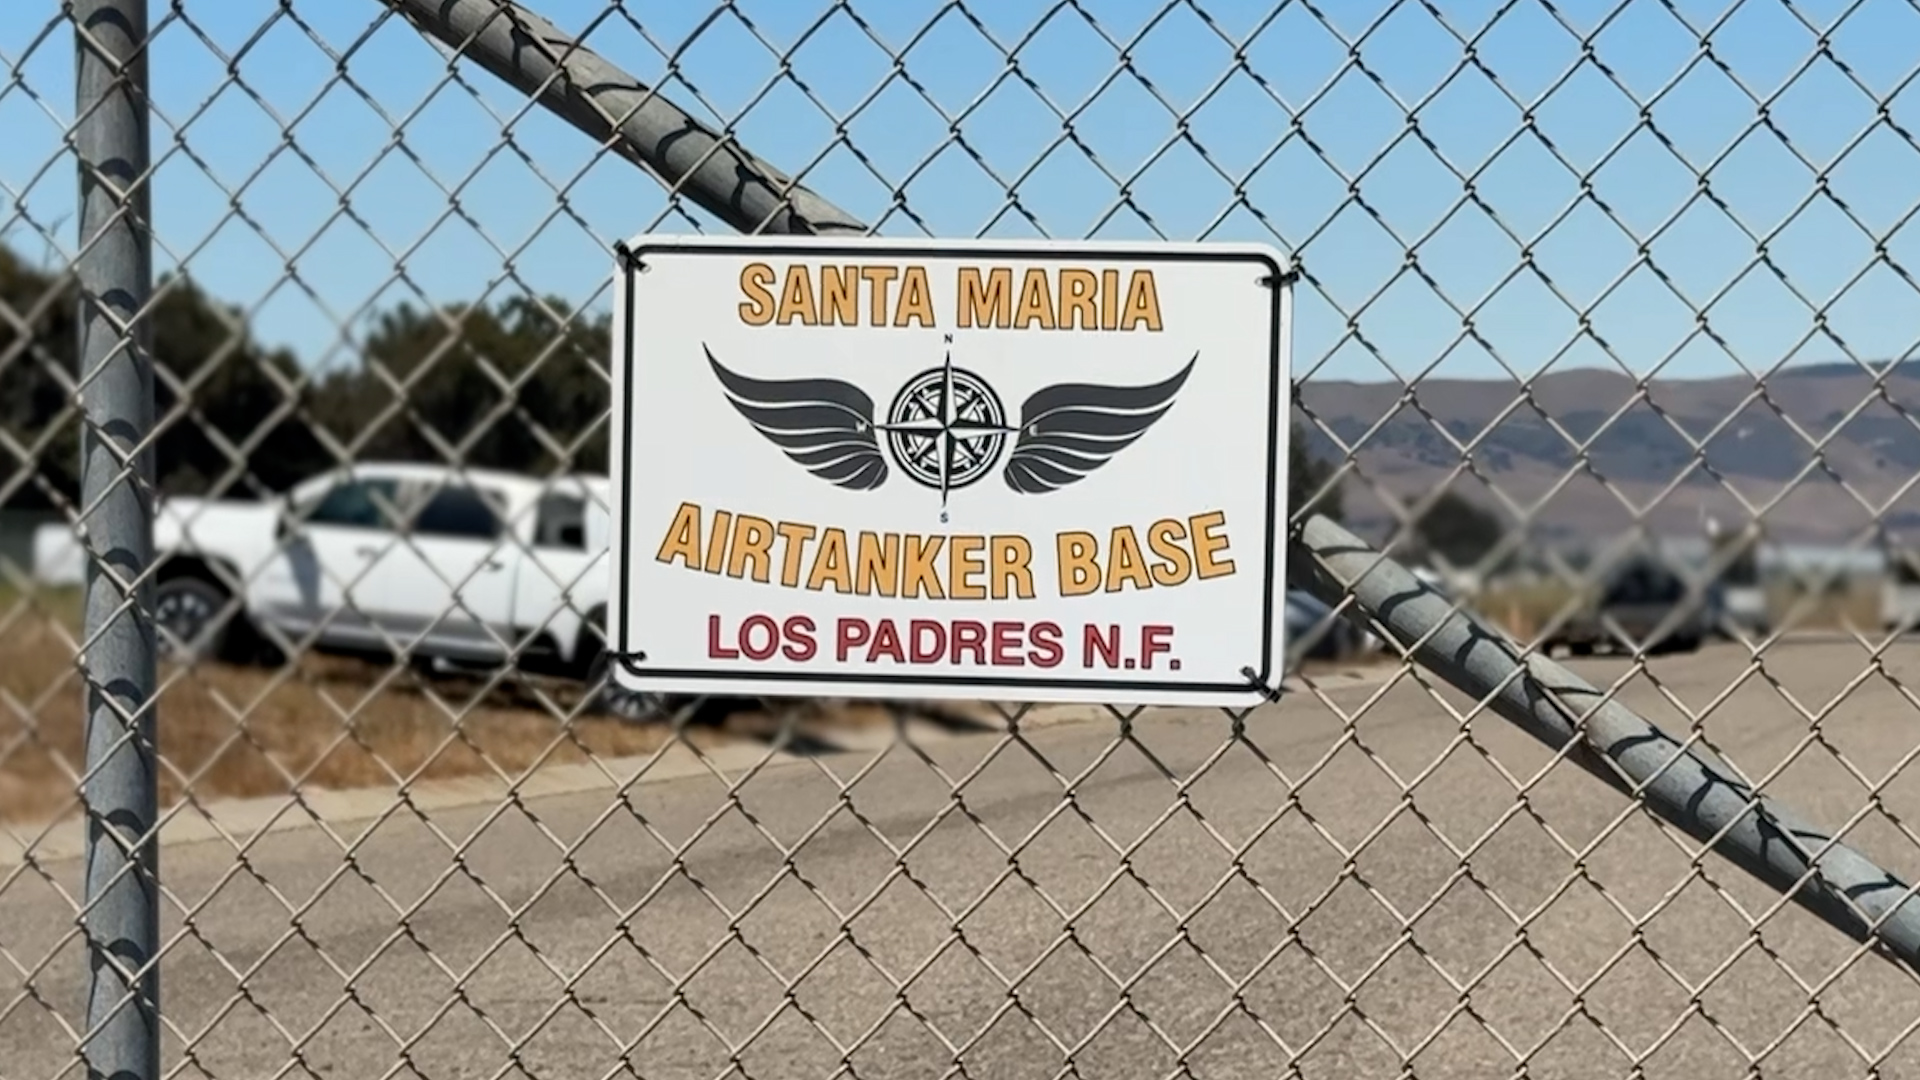 SANTA MARIA
N
W E
S
AIRTANKER BASE
LOS PADRES N.F.